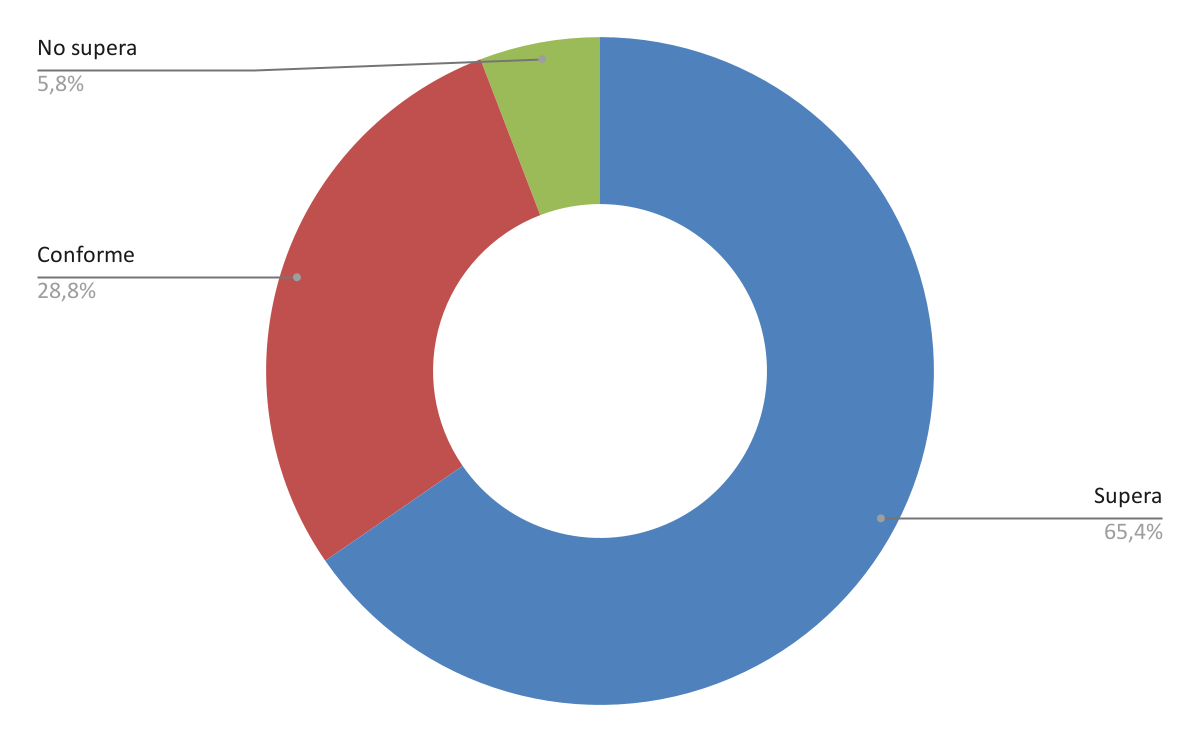 No supera
5,8%
Conforme
28,8%
Supera
65,4%